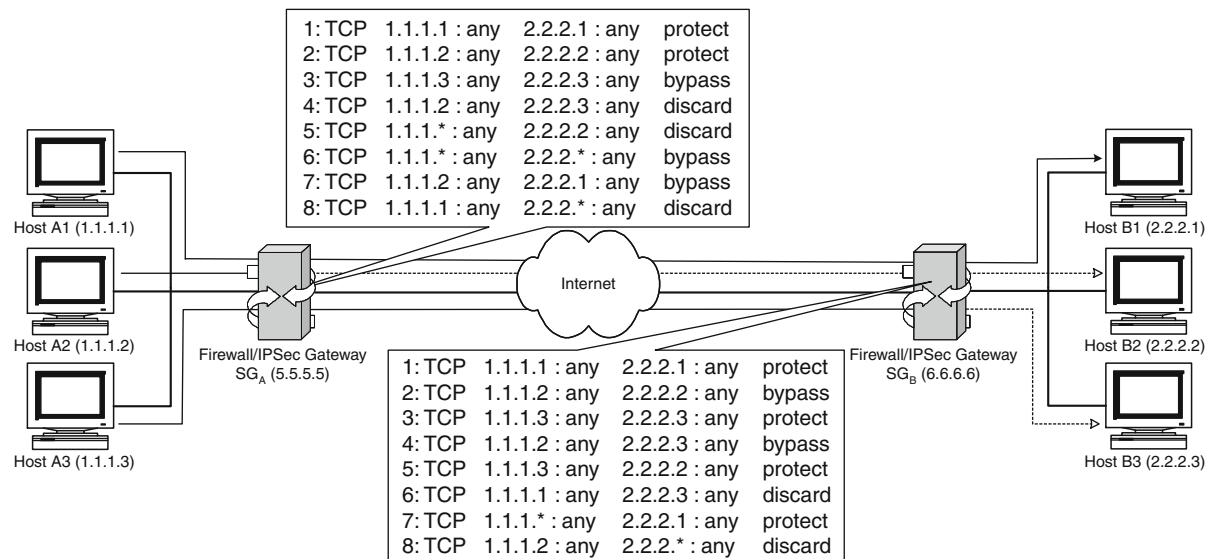 1: TCP 1.1.1.1 : any 2.2.2.1 : any protect
2: TCP 1.1.1.2 : any 2.2.2.2 : any protect
3: TCP 1.1.1.3 : any 2.2.2.3 : any bypass
4: TCP 1.1.1.2 : any 2.2.2.3 : any discard
5: TCP 1.1.1.* : any 2.2.2.2 : any discard
6: TCP 1.1.1.* : any 2.2.2.* : any bypass
7: TCP 1.1.1.2 : any 2.2.2.1 : any bypass
8: TCP 1.1.1.1 : any 2.2.2.* : any discard
Host A1 (1.1.1.1)
Host A2 (1.1.1.2)
Host A3 (1.1.1.3)
Firewall/IPSec Gateway
SGA (5.5.5.5)
Internet
Firewall/IPSec Gateway
SGB (6.6.6.6)
Host B1 (2.2.2.1)
Host B2 (2.2.2.2)
Host B3 (2.2.2.3)
1: TCP 1.1.1.1 : any 2.2.2.1 : any protect
2: TCP 1.1.1.2 : any 2.2.2.2 : any bypass
3: TCP 1.1.1.3 : any 2.2.2.3 : any protect
4: TCP 1.1.1.2 : any 2.2.2.3 : any bypass
5: TCP 1.1.1.3 : any 2.2.2.2 : any protect
6: TCP 1.1.1.1 : any 2.2.2.3 : any discard
7: TCP 1.1.1.* : any 2.2.2.1 : any protect
8: TCP 1.1.1.2 : any 2.2.2.* : any discard